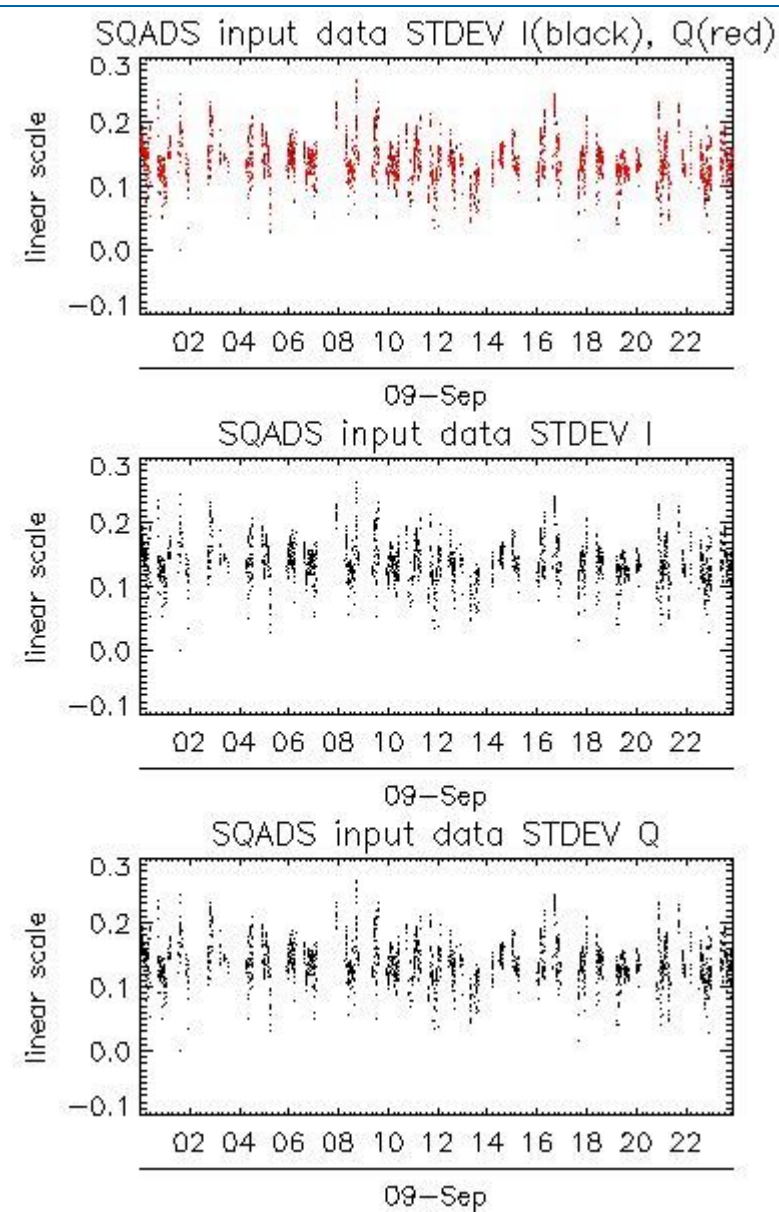 SQADS input data STDEV I(black), Q(red)
0.3
0.2
0.1
0.0
−0.1
linear scale
02 04 06 08 10 12 14 16 18 20 22
09−Sep
SQADS input data STDEV I
0.3
0.2
0.1
0.0
−0.1
linear scale
02 04 06 08 10 12 14 16 18 20 22
09−Sep
SQADS input data STDEV Q
0.3
0.2
0.1
0.0
−0.1
linear scale
02 04 06 08 10 12 14 16 18 20 22
09−Sep